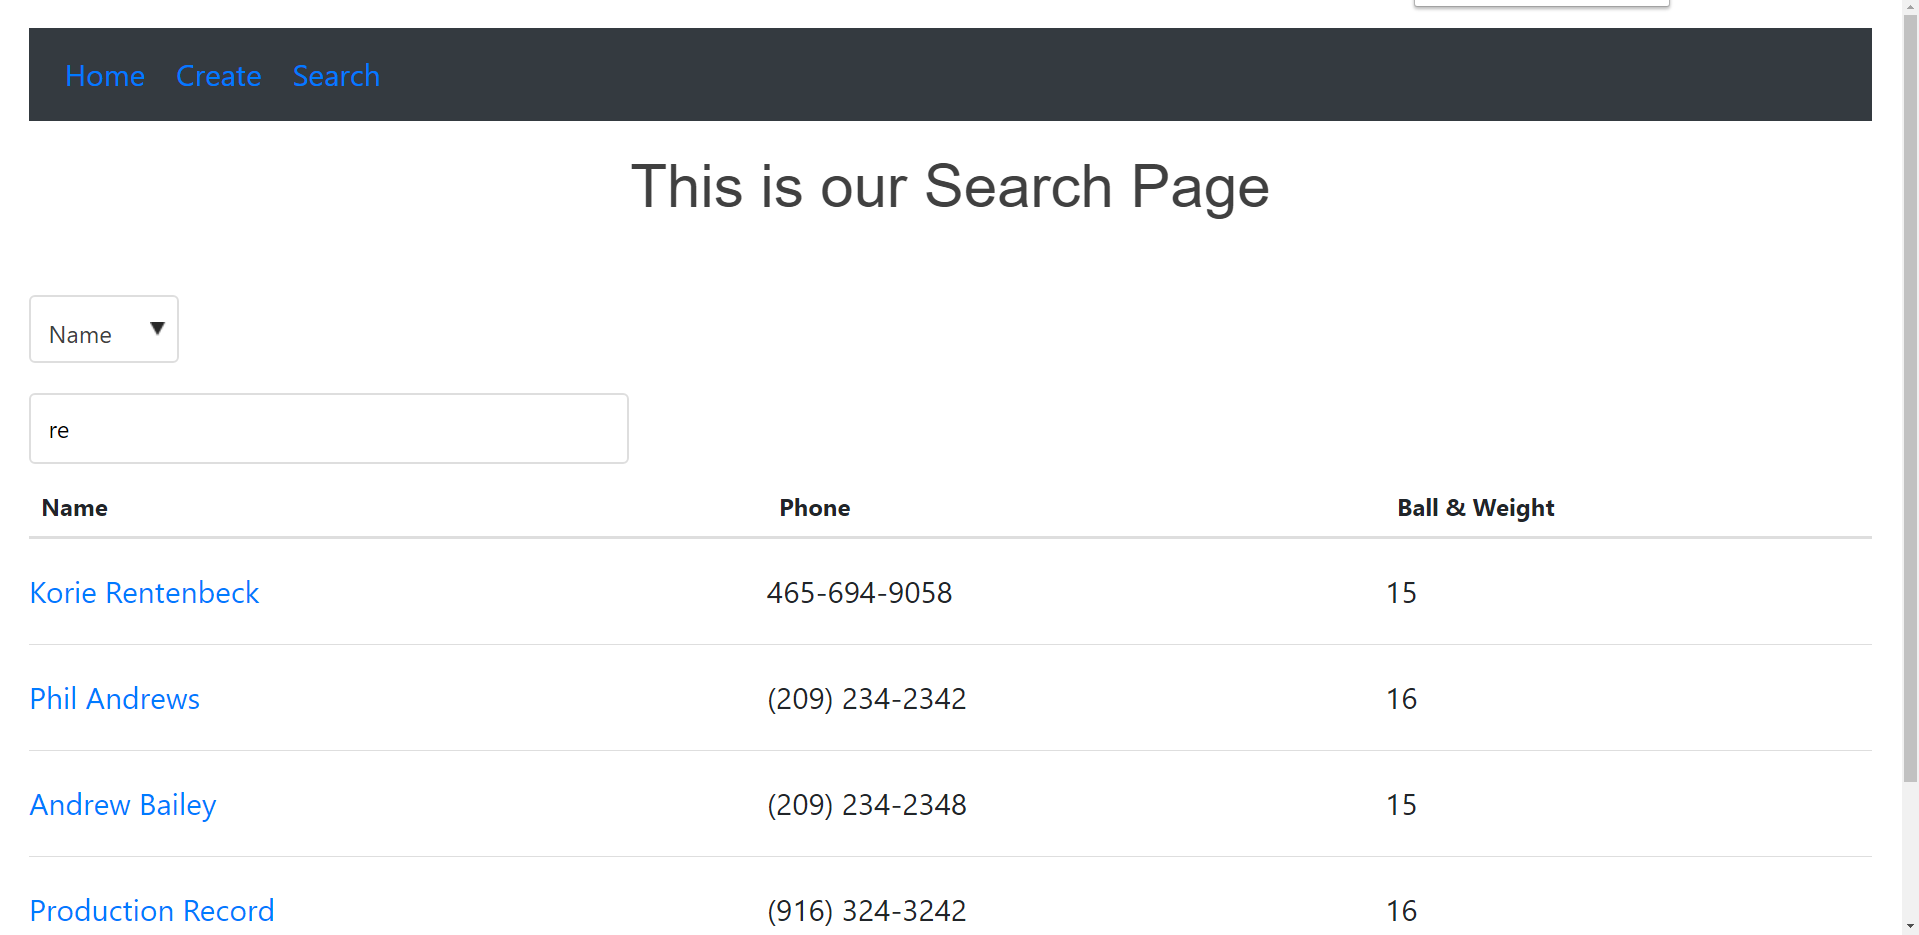 Home Create Search
This is our Search Page
Name
re
Name Phone Ball & Weight
Korie Rentenbeck 465-694-9058 15
Phil Andrews (209) 234-2342 16
Andrew Bailey (209) 234-2348 15
Production Record (916) 324-3242 16